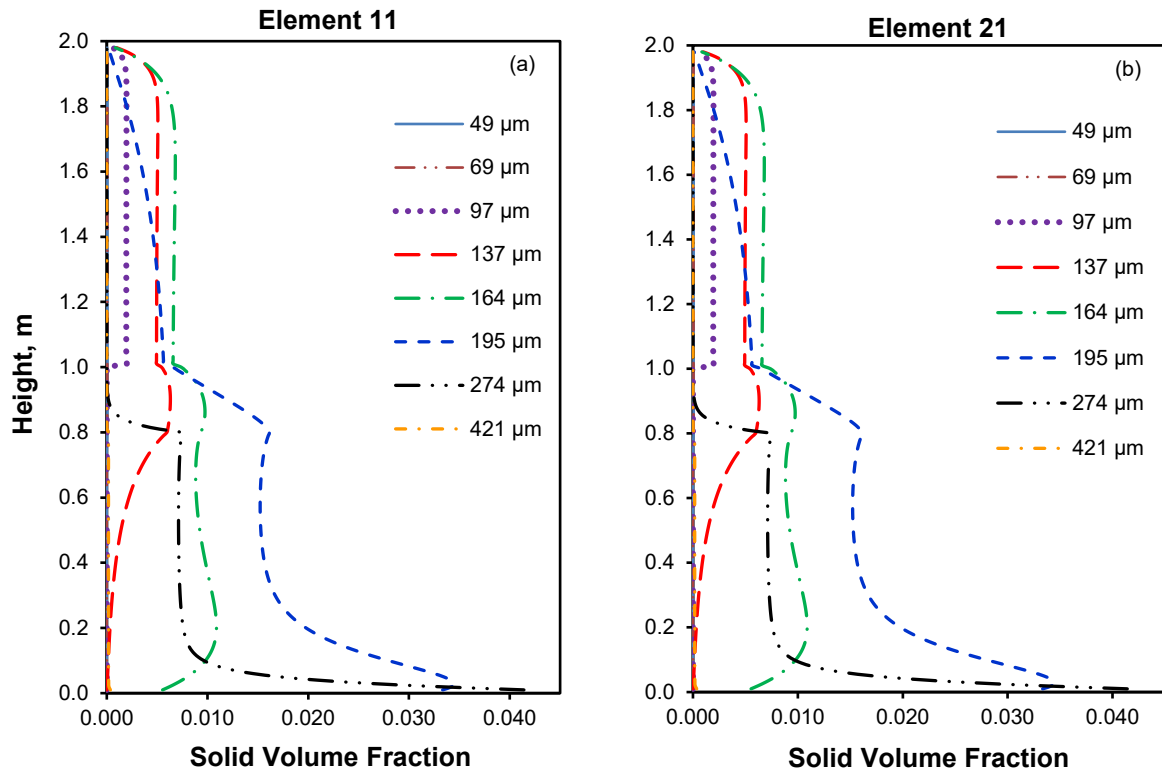 Element 11
(a)
2.0
1.8
1.6
1.4
1.2
1.0
0.8
0.6
0.4
0.2
0.0
Height, m
49 µm
69 µm
97 µm
137 µm
164 µm
195 µm
274 µm
421 µm
0.000 0.010 0.020 0.030 0.040
Solid Volume Fraction
Element 21
(b)
2.0
1.8
1.6
1.4
1.2
1.0
0.8
0.6
0.4
0.2
0.0
49 µm
69 µm
97 µm
137 µm
164 µm
195 µm
274 µm
421 µm
0.000 0.010 0.020 0.030 0.040
Solid Volume Fraction